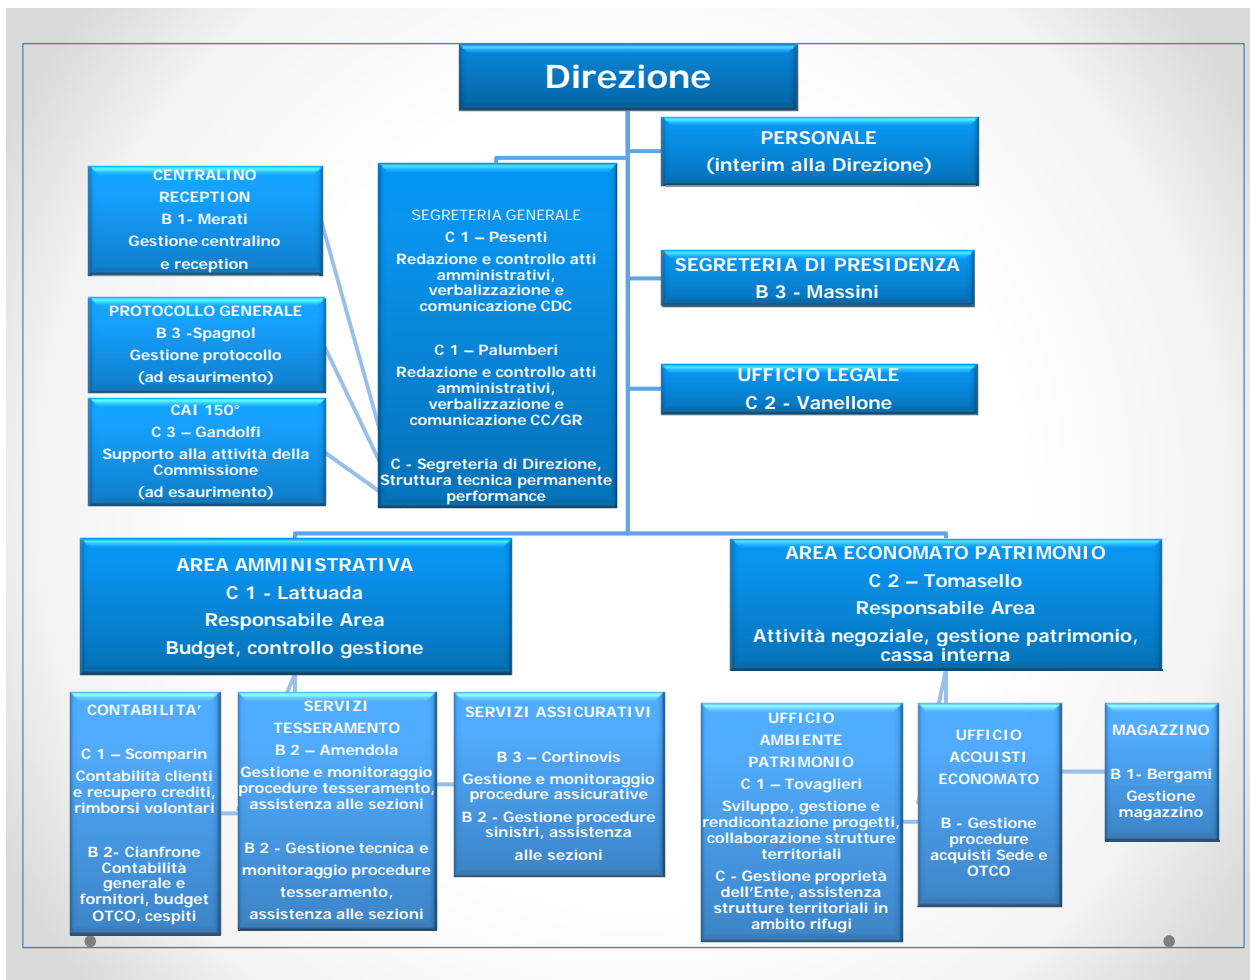 Direzione
PERSONALE
(interim alla Direzione)
CENTRALINO
RECEPTION
B 1- Merati
Gestione centralino
e reception
SEGRETERIA GENERALE
C 1 – Pesenti
Redazione e controllo atti
amministrativi,
verbalizzazione e
comunicazione CDC
C 1 – Palumberi
Redazione e controllo atti
amministrativi,
verbalizzazione e
comunicazione CC/GR
C - Segreteria di Direzione,
Struttura tecnica permanente
performance
SEGRETERIA DI PRESIDENZA
B 3 - Massini
PROTOCOLLO GENERALE
B 3 -Spagnol
Gestione protocollo
(ad esaurimento)
UFFICIO LEGALE
C 2 - Vanellone
CAI 150°
C 3 – Gandolfi
Supporto alla attività della
Commissione
(ad esaurimento)
AREA AMMINISTRATIVA
C 1 - Lattuada
Responsabile Area
Budget, controllo gestione
AREA ECONOMATO PATRIMONIO
C 2 – Tomasello
Responsabile Area
Attività negoziale, gestione patrimonio,
cassa interna
CONTABILITA’
C 1 – Scomparin
Contabilità clienti
e recupero crediti,
rimborsi volontari
B 2- Cianfrone
Contabilità
generale e
fornitori, budget
OTCO, cespiti
SERVIZI
TESSERAMENTO
B 2 – Amendola
Gestione e monitoraggio
procedure tesseramento,
assistenza alle sezioni
B 2 - Gestione tecnica e
monitoraggio procedure
tesseramento,
assistenza alle sezioni
SERVIZI ASSICURATIVI
B 3 – Cortinovis
Gestione e monitoraggio
procedure assicurative
B 2 - Gestione procedure
sinistri, assistenza
alle sezioni
UFFICIO
AMBIENTE
PATRIMONIO
C 1 – Tovaglieri
Sviluppo, gestione e
rendicontazione progetti,
collaborazione strutture
territoriali
C - Gestione proprietà
dell’Ente, assistenza
strutture territoriali in
ambito rifugi
UFFICIO
ACQUISTI
ECONOMATO
B - Gestione
procedure
acquisti Sede e
OTCO
MAGAZZINO
B 1- Bergami
Gestione
magazzino